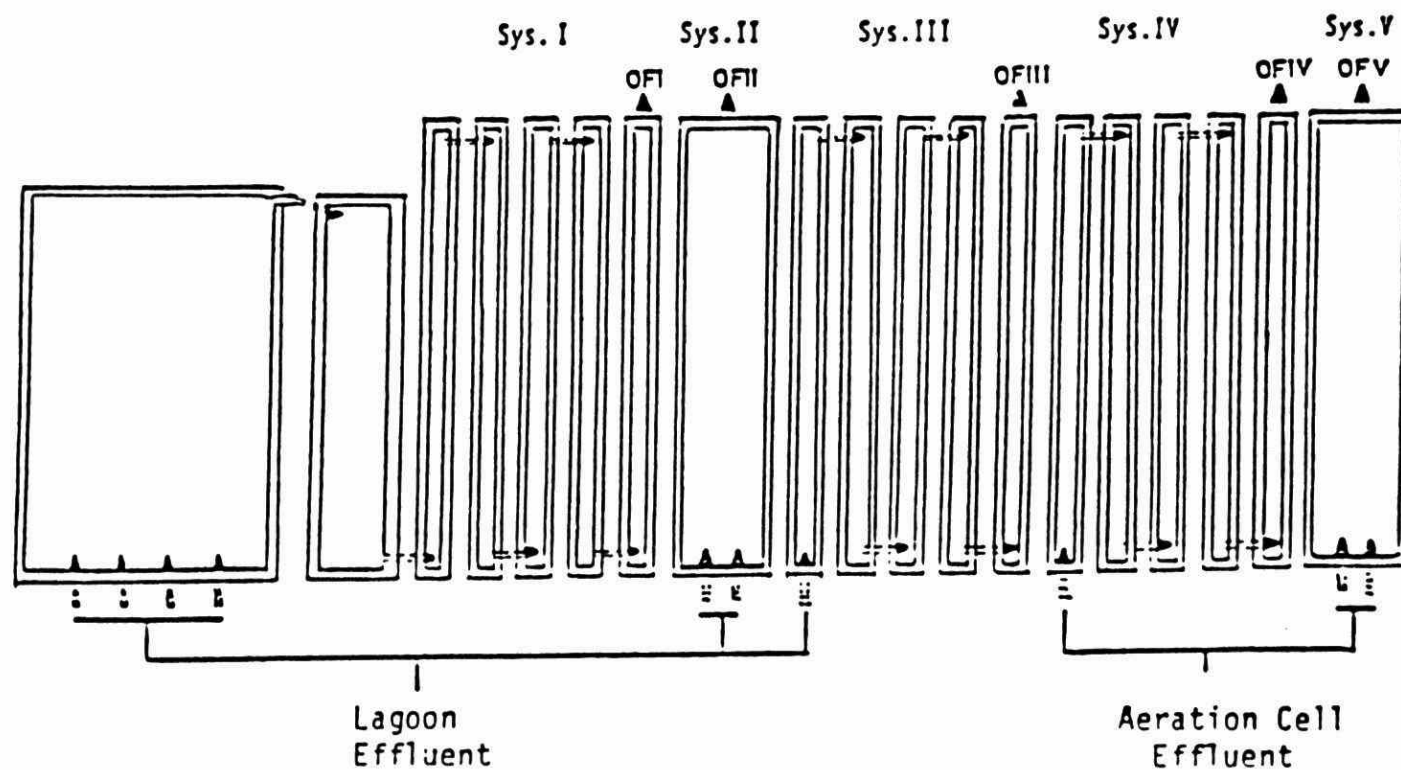 Sys. I Sys.II Sys.III Sys.IV Sys.V
OFI OFII OFIII OFIV OFV
Lagoon
Effluent
Aeration Cell
Effluent